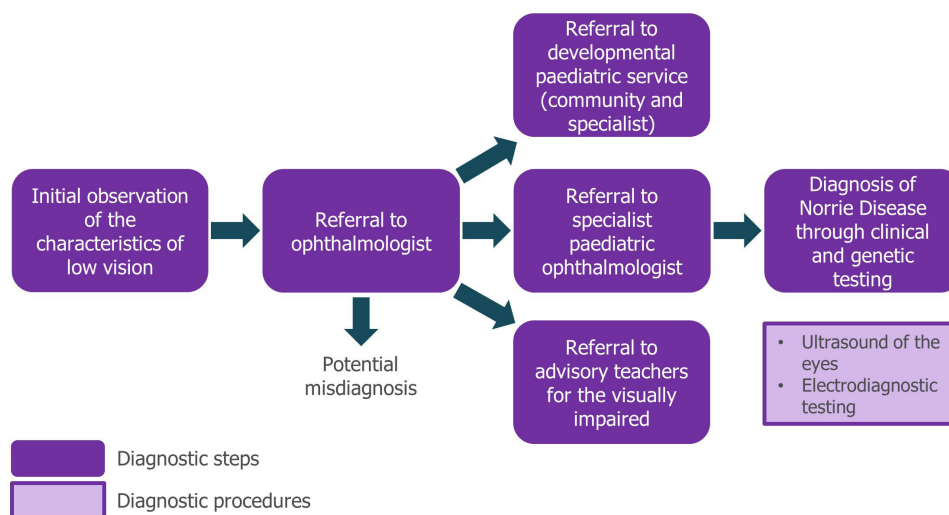 Initial observation
of the
characteristics of
low vision
Referral to
ophthalmologist
Potential
misdiagnosis
Referral to
developmental
paediatric service
(community and
specialist)
Referral to
specialist
paediatric
ophthalmologist
Referral to
advisory teachers
for the visually
impaired
Diagnosis of
Norrie Disease
through clinical
and genetic
testing
• Ultrasound of the
eyes
• Electrodiagnostic
testing
Diagnostic steps
Diagnostic procedures